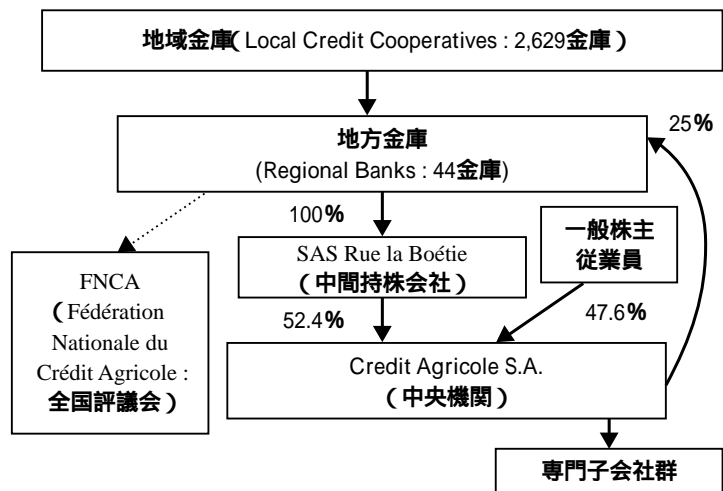 地域金庫(Local Credit Cooperatives : 2,629金庫)
地方金庫
(Regional Banks : 44金庫)
25%
100%
SAS Rue la Boétie
(中間持株会社)
一般株主
従業員
FNCA
(Fédération
Nationale du
Crédit Agricole :
全国評議会)
52.4%
47.6%
Credit Agricole S.A.
(中央機関)
専門子会社群